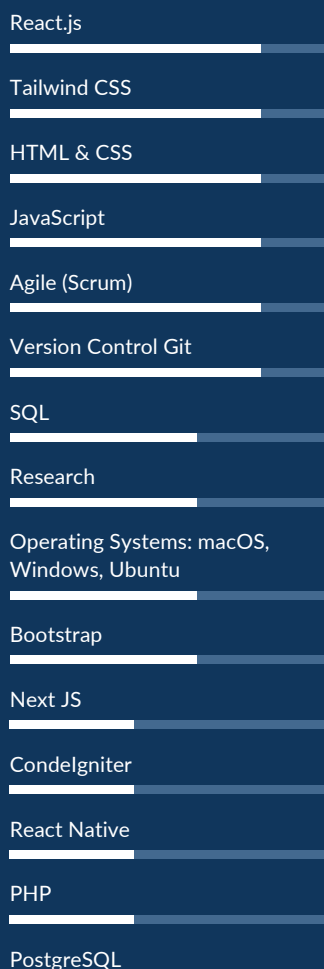 React.js
Tailwind CSS
HTML & CSS
JavaScript
Agile (Scrum)
Version Control Git
SQL
Research
Operating Systems: macOS,
Windows, Ubuntu
Bootstrap
Next JS
CondeIgniter
React Native
PHP
PostgreSQL